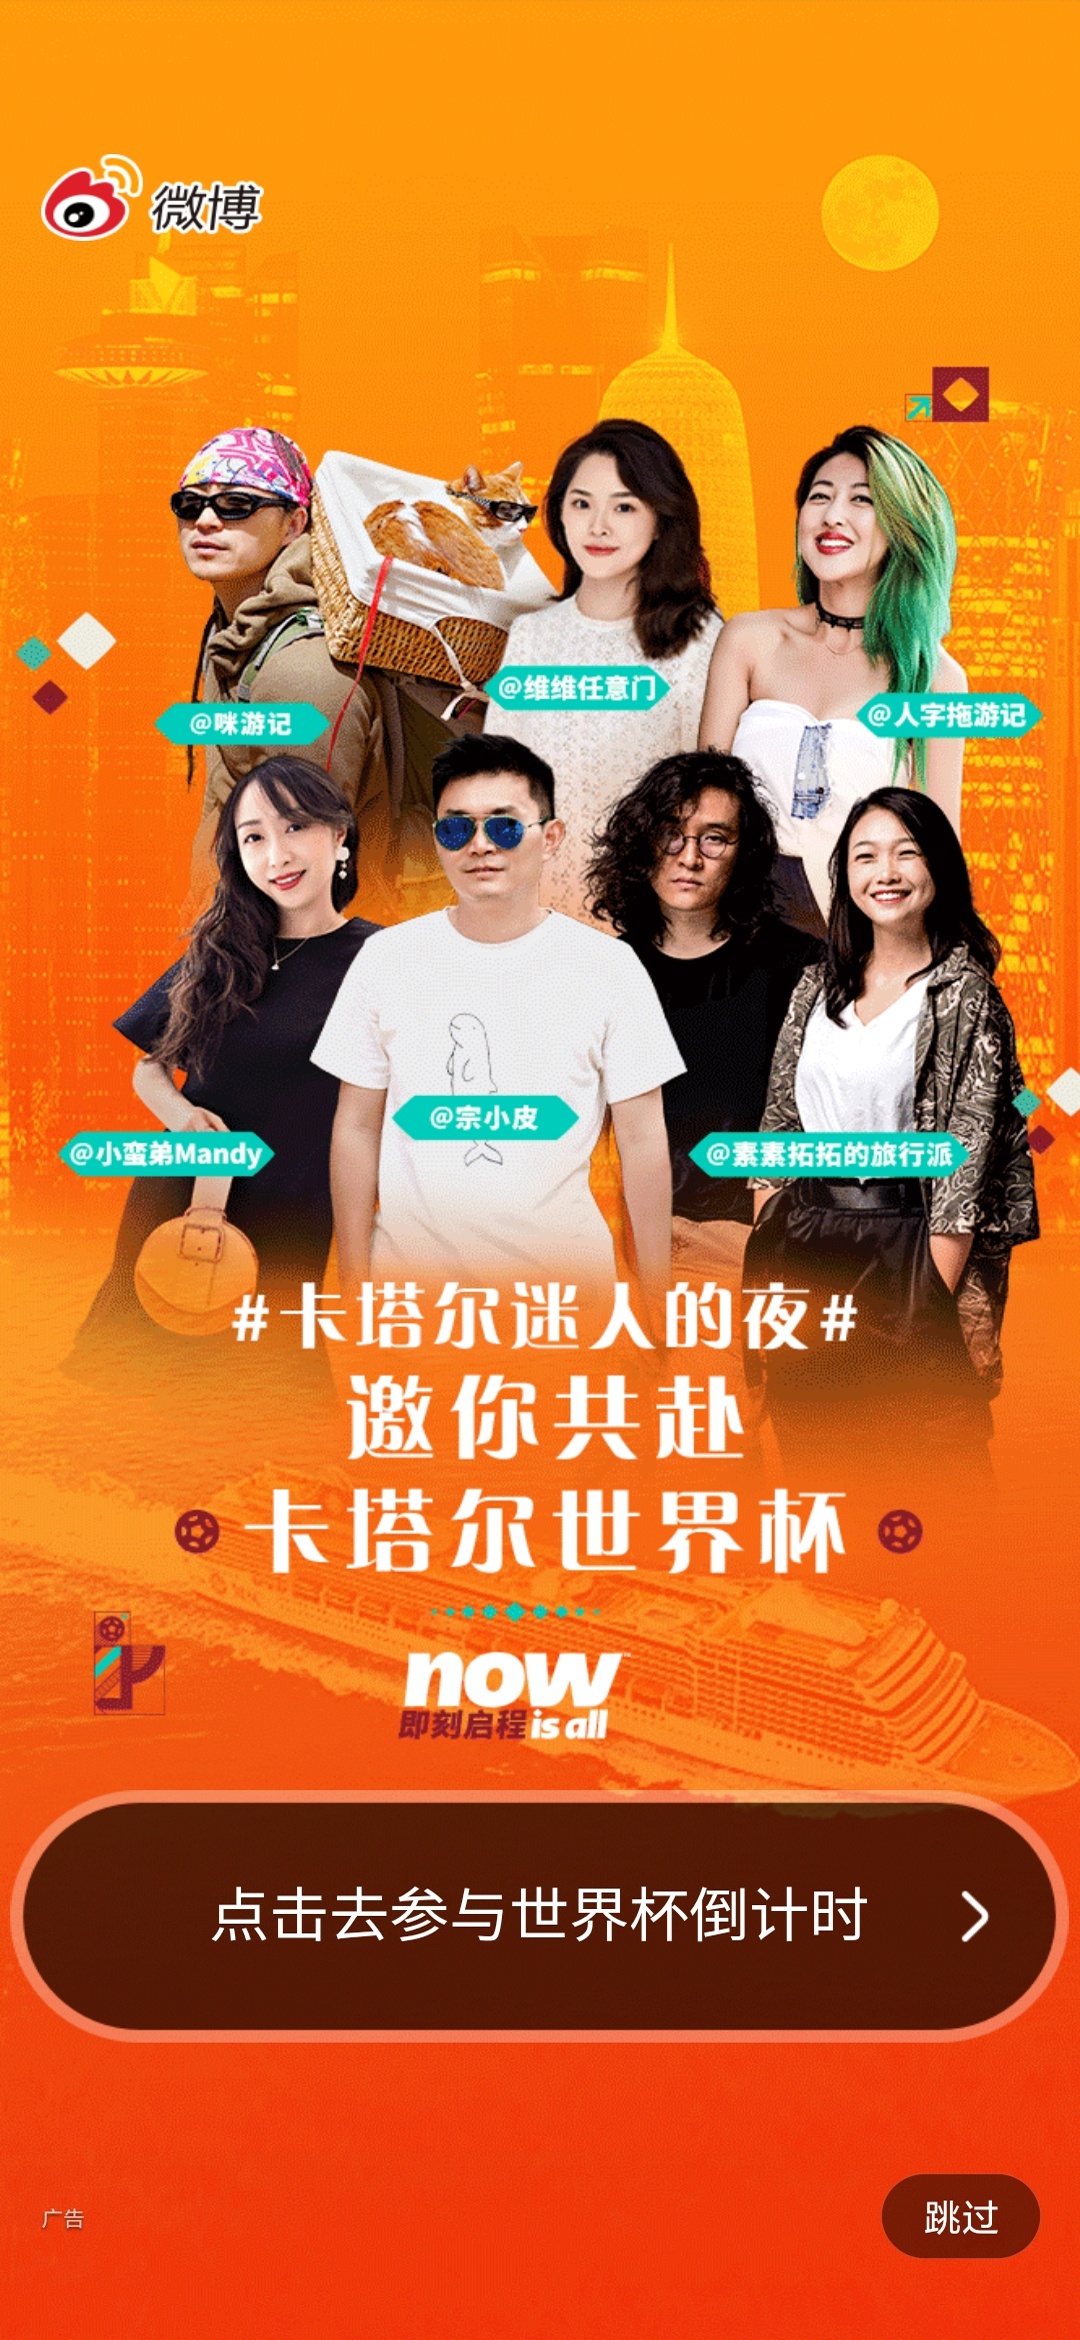 微博
@维维任意门
@咪游记
@人字拖游记
@宗小皮
@小蛮弟Mandy
@素素拓拓的旅行派
#卡塔尔迷人的夜#
邀你共赴
卡塔尔世界杯
now
即刻启程 is all
点击去参与世界杯倒计时
广告
跳过